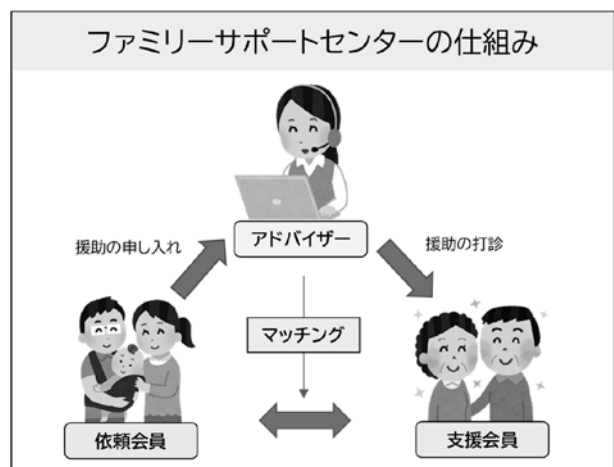 ファミリーサポートセンターの仕組み
アドバイザー
援助の申し入れ
援助の打診
マッチング
依頼会員
支援会員